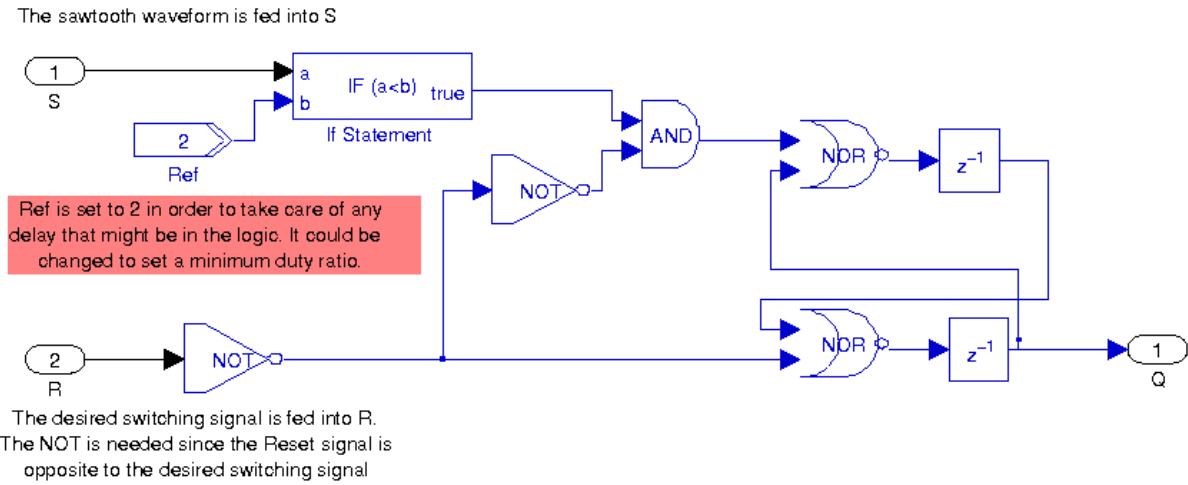 The sawtooth waveform is fed into S
1
S
a
b
IF (a<b)
true
If Statement
2
Ref
AND
NOT
NOR
z⁻¹
Ref is set to 2 in order to take care of any
delay that might be in the logic. It could be
changed to set a minimum duty ratio.
2
R
NOT
NOR
z⁻¹
1
Q
The desired switching signal is fed into R.
The NOT is needed since the Reset signal is
opposite to the desired switching signal